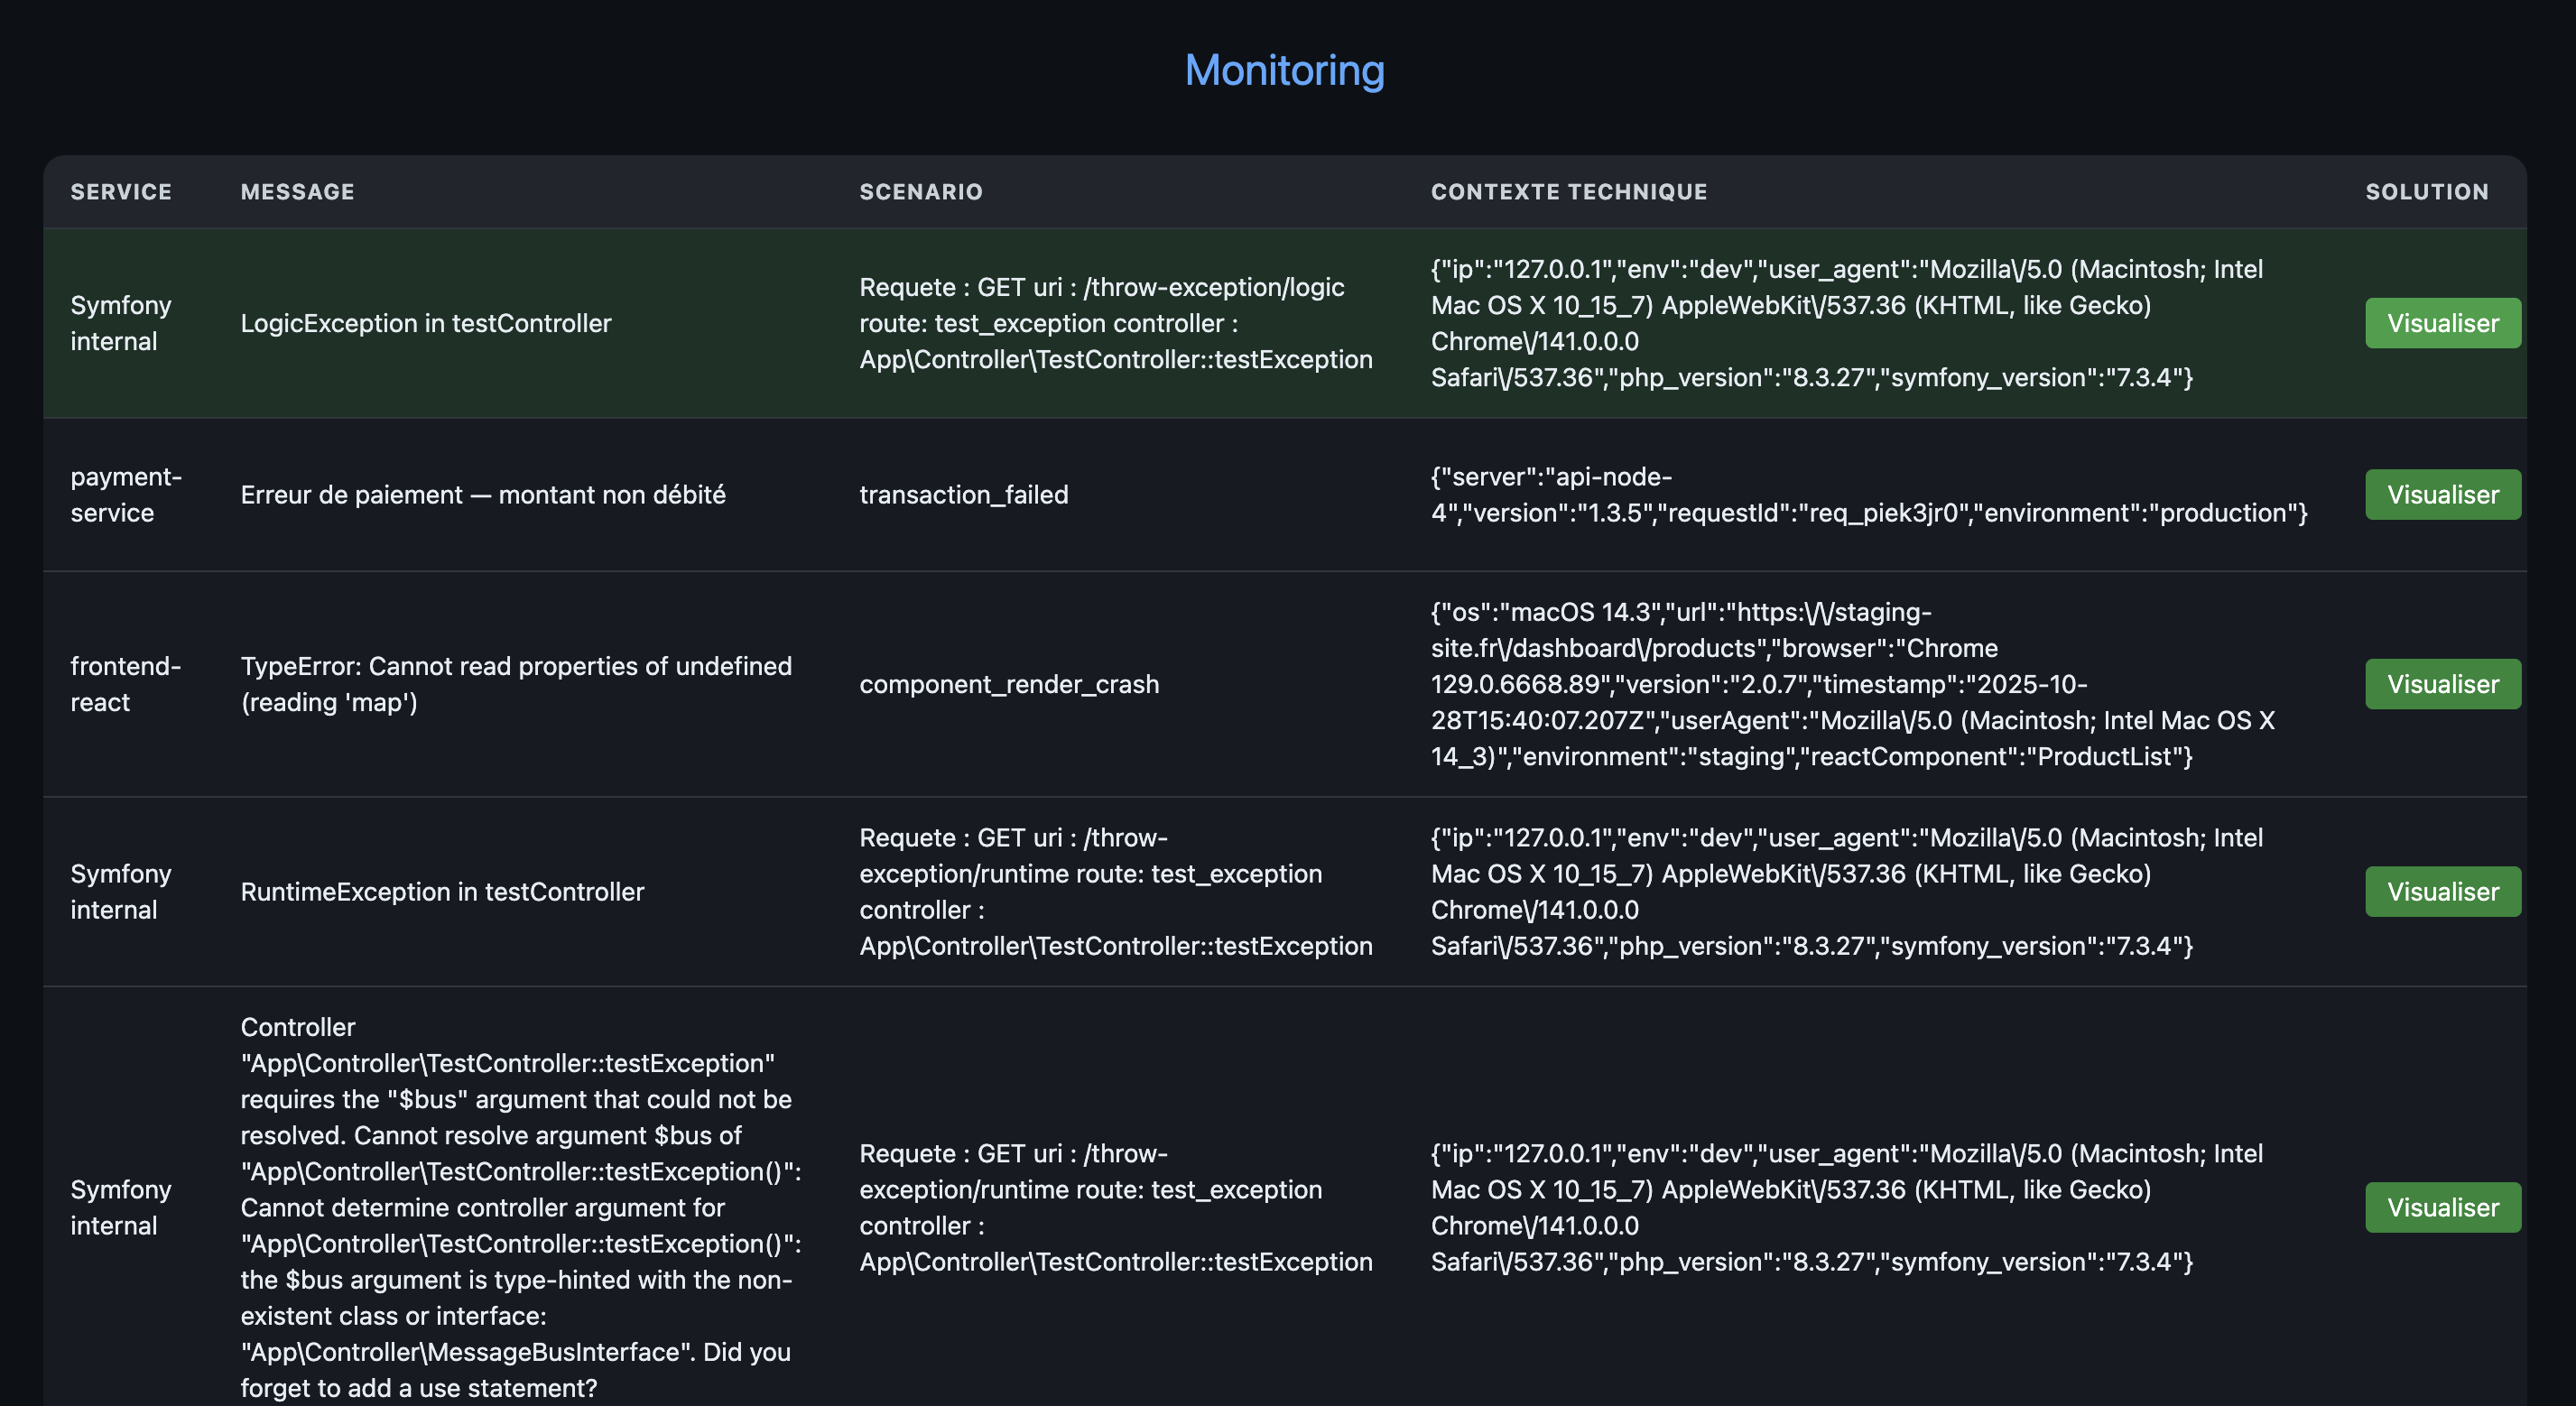 Monitoring
SERVICE MESSAGE SCENARIO CONTEXTE TECHNIQUE SOLUTION
Symfony
internal
LogicException in testController
Requete : GET uri : /throw-exception/logic
route: test_exception controller :
App\Controller\TestController::testException
{"ip":"127.0.0.1","env":"dev","user_agent":"Mozilla\/5.0 (Macintosh; Intel
Mac OS X 10_15_7) AppleWebKit\/537.36 (KHTML, like Gecko)
Chrome\/141.0.0.0
Safari\/537.36","php_version":"8.3.27","symfony_version":"7.3.4"}
Visualiser
payment-
service
Erreur de paiement — montant non débité
transaction_failed
{"server":"api-node-
4","version":"1.3.5","requestId":"req_piek3jr0","environment":"production"}
Visualiser
frontend-
react
TypeError: Cannot read properties of undefined
(reading 'map')
component_render_crash
{"os":"macOS 14.3","url":"https:\/\/staging-
site.fr\/dashboard\/products","browser":"Chrome
129.0.6668.89","version":"2.0.7","timestamp":"2025-10-
28T15:40:07.207Z","userAgent":"Mozilla\/5.0 (Macintosh; Intel Mac OS X
14_3)","environment":"staging","reactComponent":"ProductList"}
Visualiser
Symfony
internal
RuntimeException in testController
Requete : GET uri : /throw-
exception/runtime route: test_exception
controller :
App\Controller\TestController::testException
{"ip":"127.0.0.1","env":"dev","user_agent":"Mozilla\/5.0 (Macintosh; Intel
Mac OS X 10_15_7) AppleWebKit\/537.36 (KHTML, like Gecko)
Chrome\/141.0.0.0
Safari\/537.36","php_version":"8.3.27","symfony_version":"7.3.4"}
Visualiser
Symfony
internal
Controller
"App\Controller\TestController::testException"
requires the "$bus" argument that could not be
resolved. Cannot resolve argument $bus of
"App\Controller\TestController::testException()":
Cannot determine controller argument for
"App\Controller\TestController::testException()":
the $bus argument is type-hinted with the non-
existent class or interface:
"App\Controller\MessageBusInterface". Did you
forget to add a use statement?
Requete : GET uri : /throw-
exception/runtime route: test_exception
controller :
App\Controller\TestController::testException
{"ip":"127.0.0.1","env":"dev","user_agent":"Mozilla\/5.0 (Macintosh; Intel
Mac OS X 10_15_7) AppleWebKit\/537.36 (KHTML, like Gecko)
Chrome\/141.0.0.0
Safari\/537.36","php_version":"8.3.27","symfony_version":"7.3.4"}
Visualiser